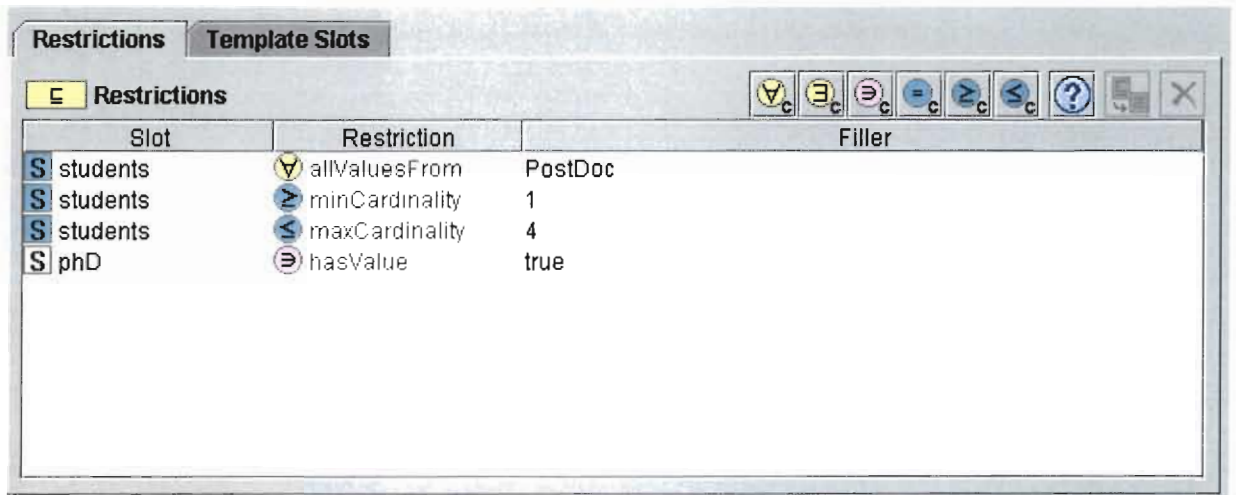 Restrictions Template Slots
⊑ Restrictions ∀C ∃C ∋C =C ≥C ≤C ?
Slot Restriction Filler
S students ∀ allValuesFrom PostDoc
S students ≥ minCardinality 1
S students ≤ maxCardinality 4
S phD ∋ hasValue true